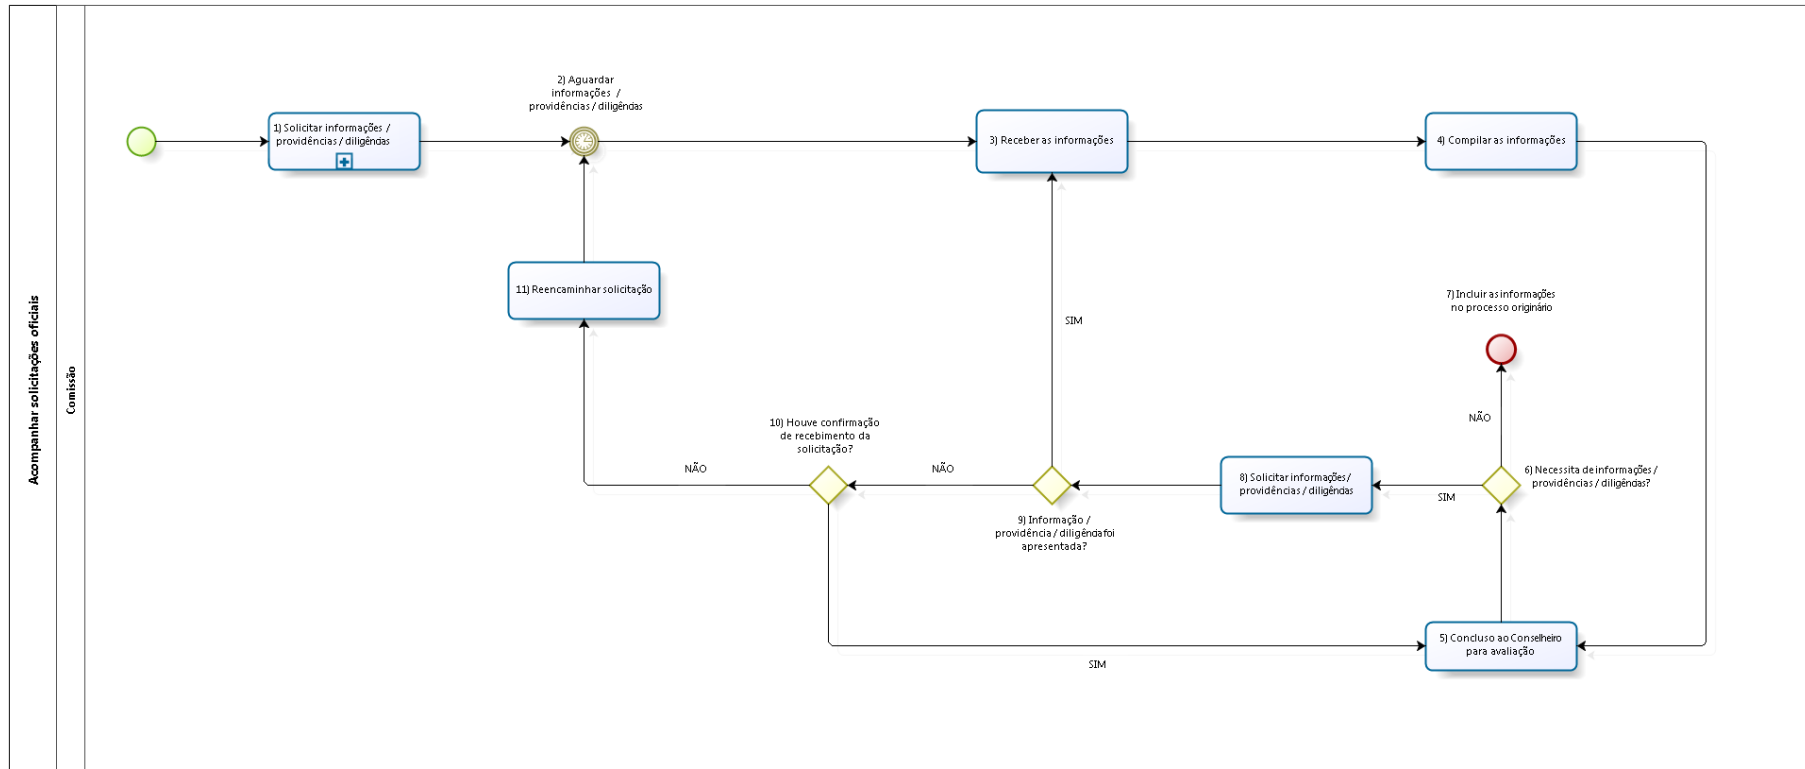 Acompanhar solicitações oficiais
Comissão
1) Solicitar informações /
providências / diligências
2) Aguardar
informações /
providências / diligências
3) Receber as informações
4) Compilar as informações
11) Reencaminhar solicitação
SIM
7) Incluir as informações
no processo originário
NÃO
10) Houve confirmação
de recebimento da
solicitação?
NÃO
NÃO
9) Informação /
providência / diligência foi
apresentada?
8) Solicitar informações /
providências / diligências
SIM
6) Necessita de informações /
providências / diligências?
5) Concluso ao Conselheiro
para avaliação
SIM